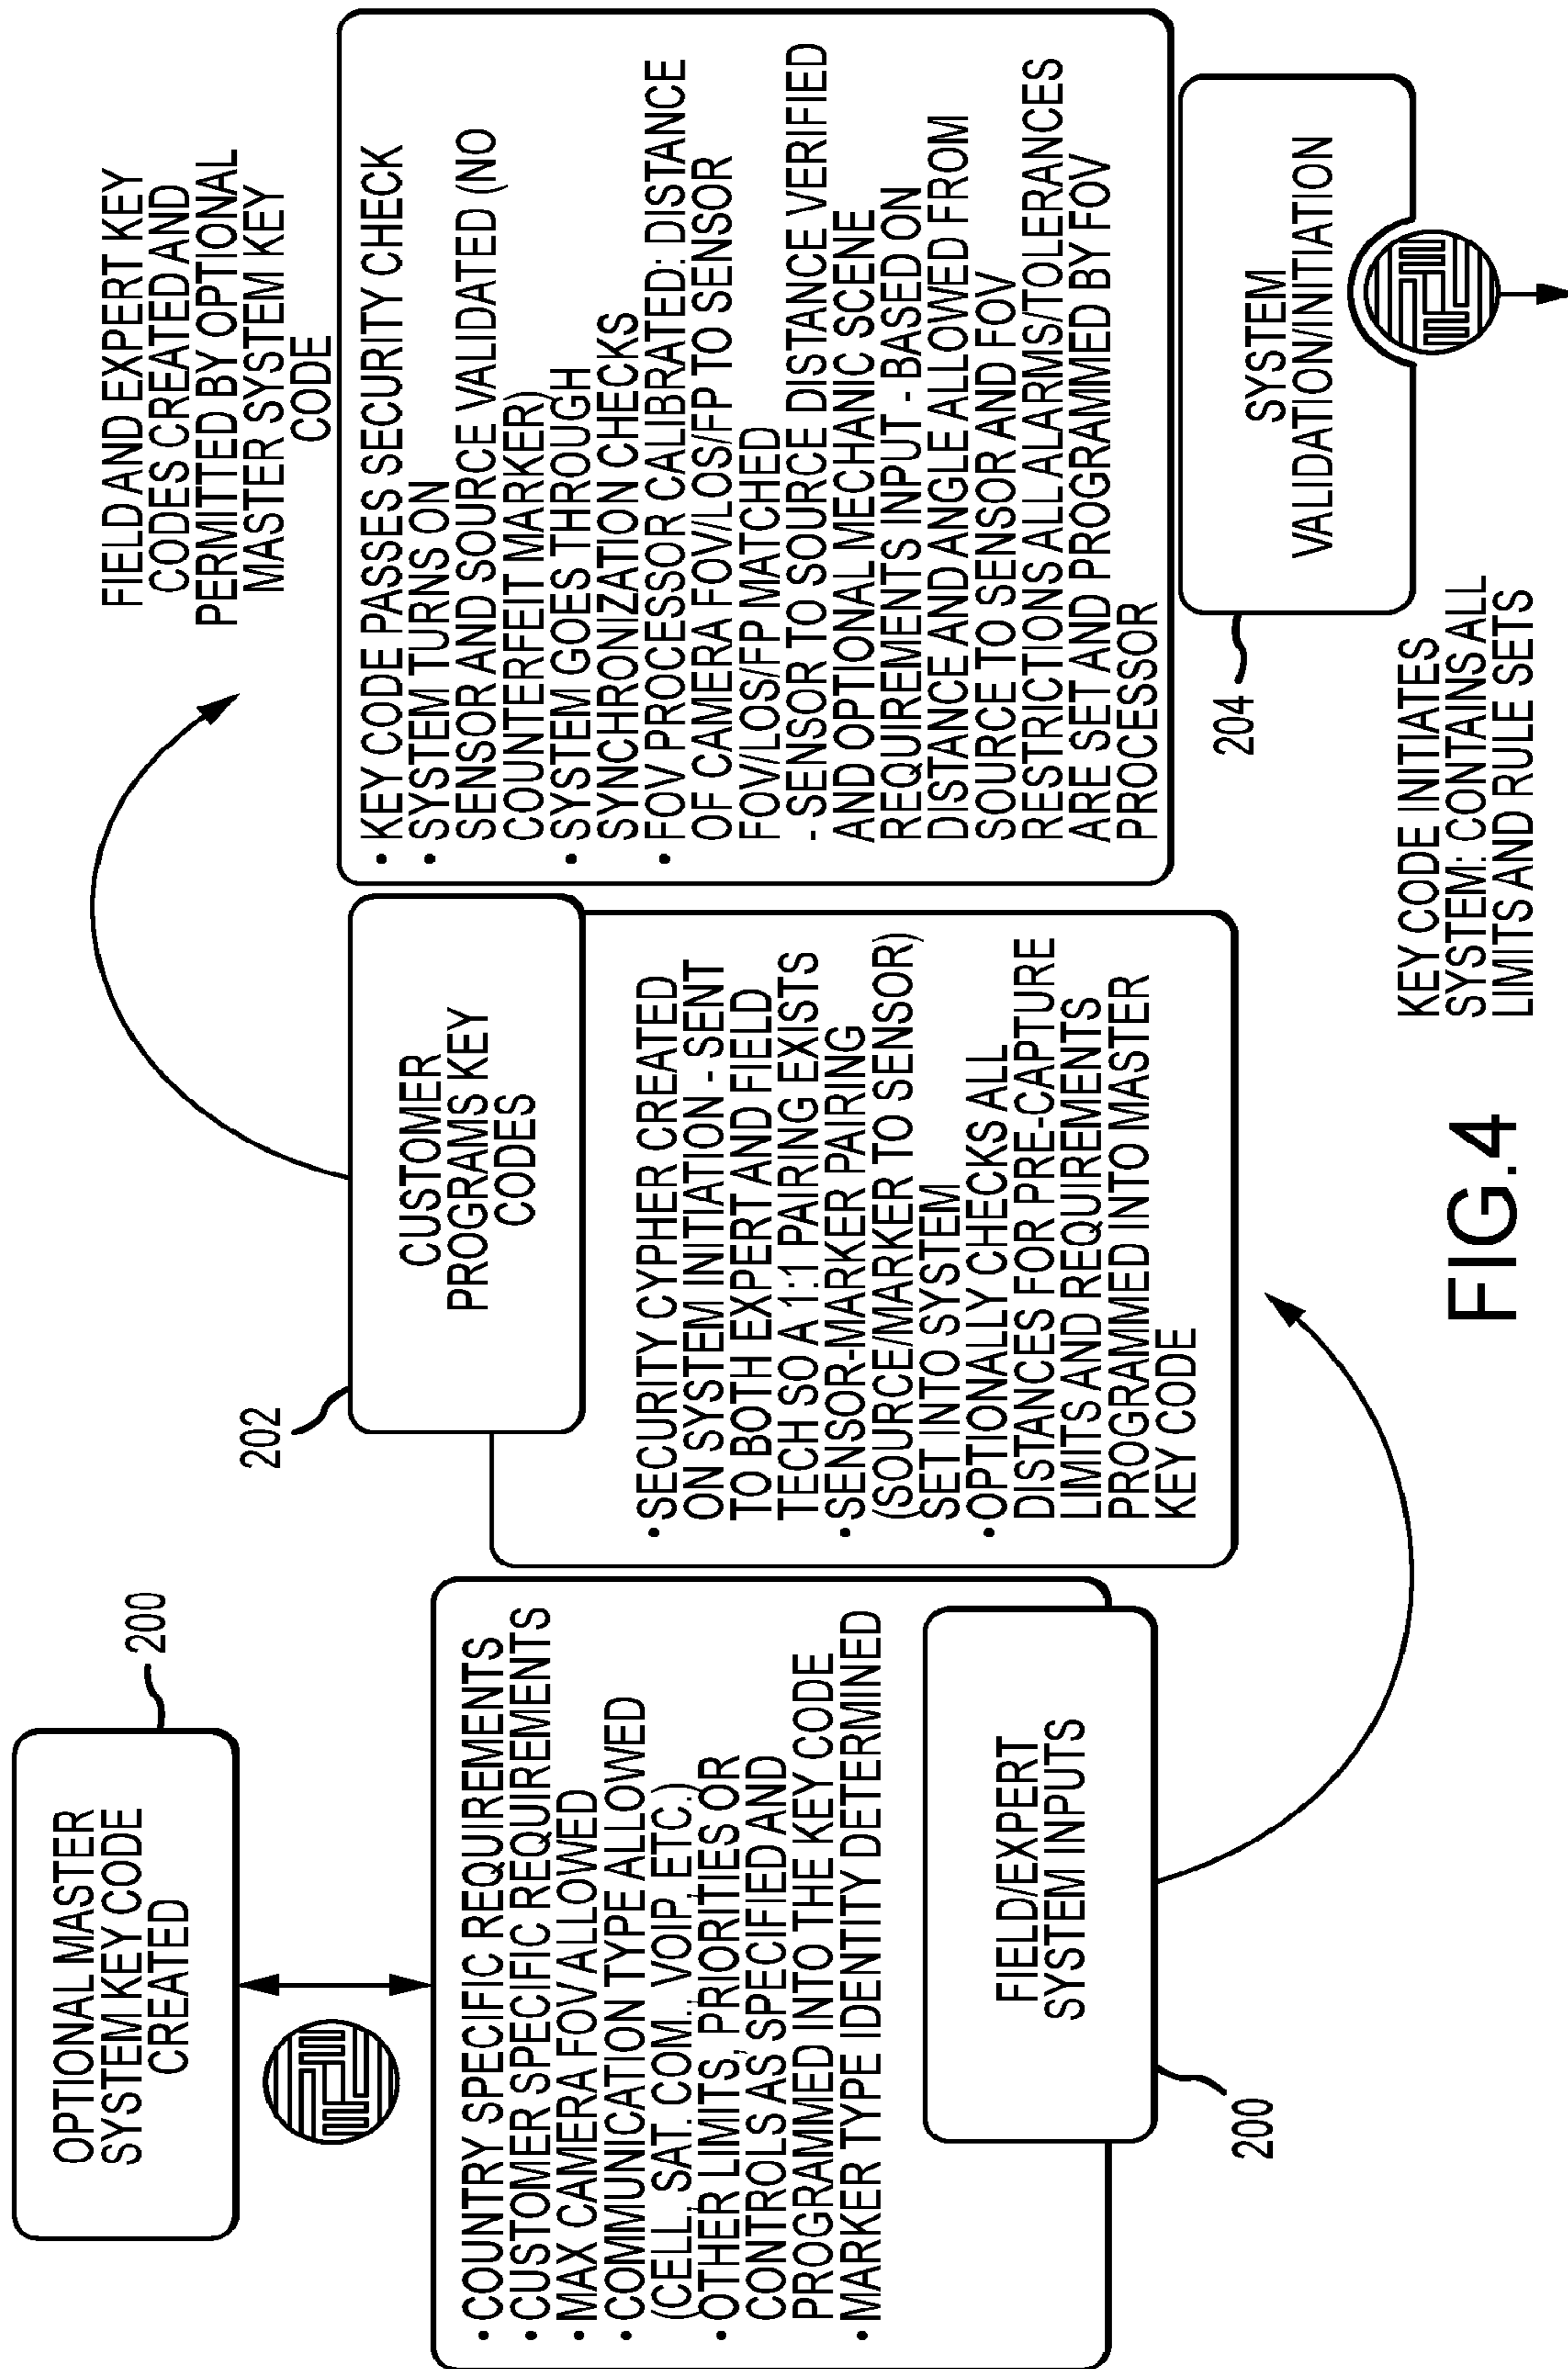 OPTIONAL MASTER
SYSTEM KEY CODE
CREATED
200
• COUNTRY SPECIFIC REQUIREMENTS
• CUSTOMER SPECIFIC REQUIREMENTS
• MAX CAMERA FOV ALLOWED
• COMMUNICATION TYPE ALLOWED
(CELL, SAT. COM., VOIP, ETC.)
• OTHER LIMITS, PRIORITIES OR
CONTROLS AS SPECIFIED AND
PROGRAMMED INTO THE KEY CODE
• MARKER TYPE IDENTITY DETERMINED
FIELD/EXPERT
SYSTEM INPUTS
200
202
CUSTOMER
PROGRAMS KEY
CODES
• SECURITY CYPHER CREATED
ON SYSTEM INITIATION - SENT
TO BOTH EXPERT AND FIELD
TECH SO A 1:1 PAIRING EXISTS
• SENSOR-MARKER PAIRING
(SOURCE/MARKER TO SENSOR)
SET INTO SYSTEM
• OPTIONALLY CHECKS ALL
DISTANCES FOR PRE-CAPTURE
LIMITS AND REQUIREMENTS
PROGRAMMED INTO MASTER
KEY CODE
FIELD AND EXPERT KEY
CODES CREATED AND
PERMITTED BY OPTIONAL
MASTER SYSTEM KEY
CODE
• KEY CODE PASSES SECURITY CHECK
• SYSTEM TURNS ON
SENSOR AND SOURCE VALIDATED (NO
COUNTERFEIT MARKER)
• SYSTEM GOES THROUGH
SYNCHRONIZATION CHECKS
• FOV PROCESSOR CALIBRATED: DISTANCE
OF CAMERA FOV/LOS/FP TO SENSOR
FOV/LOS/FP MATCHED
- SENSOR TO SOURCE DISTANCE VERIFIED
AND OPTIONAL MECHANIC SCENE
REQUIREMENTS INPUT - BASED ON
DISTANCE AND ANGLE ALLOWED FROM
SOURCE TO SENSOR AND FOV
RESTRICTIONS ALL ALARMS/TOLERANCES
ARE SET AND PROGRAMMED BY FOV
PROCESSOR
204
SYSTEM
VALIDATION/INITIATION
KEY CODE INITIATES
SYSTEM: CONTAINS ALL
LIMITS AND RULE SETS
FIG.4